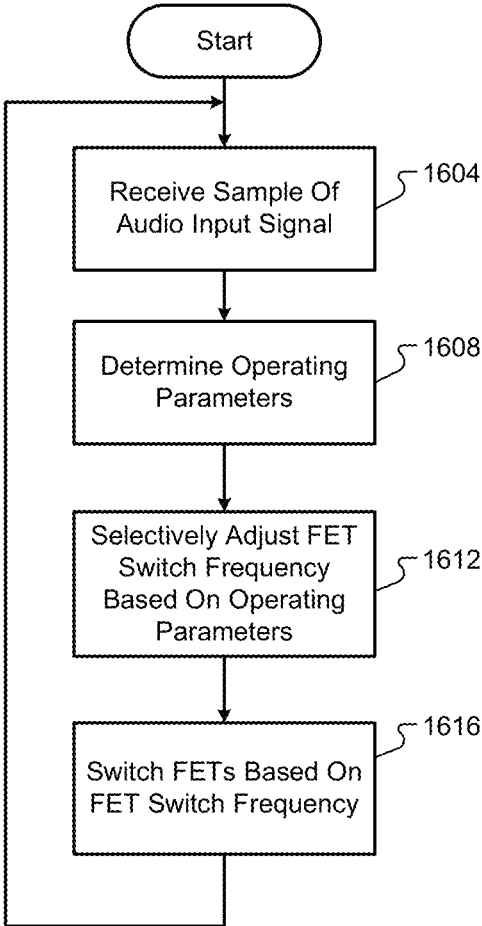 Start
Receive Sample Of
Audio Input Signal
1604
Determine Operating
Parameters
1608
Selectively Adjust FET
Switch Frequency
Based On Operating
Parameters
1612
Switch FETs Based On
FET Switch Frequency
1616